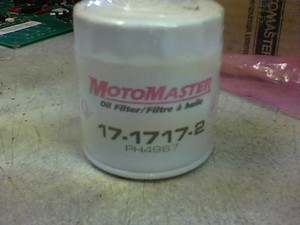 MotoMaster
Oil Filter/Filtre à huile
17-1717-2
PH4967